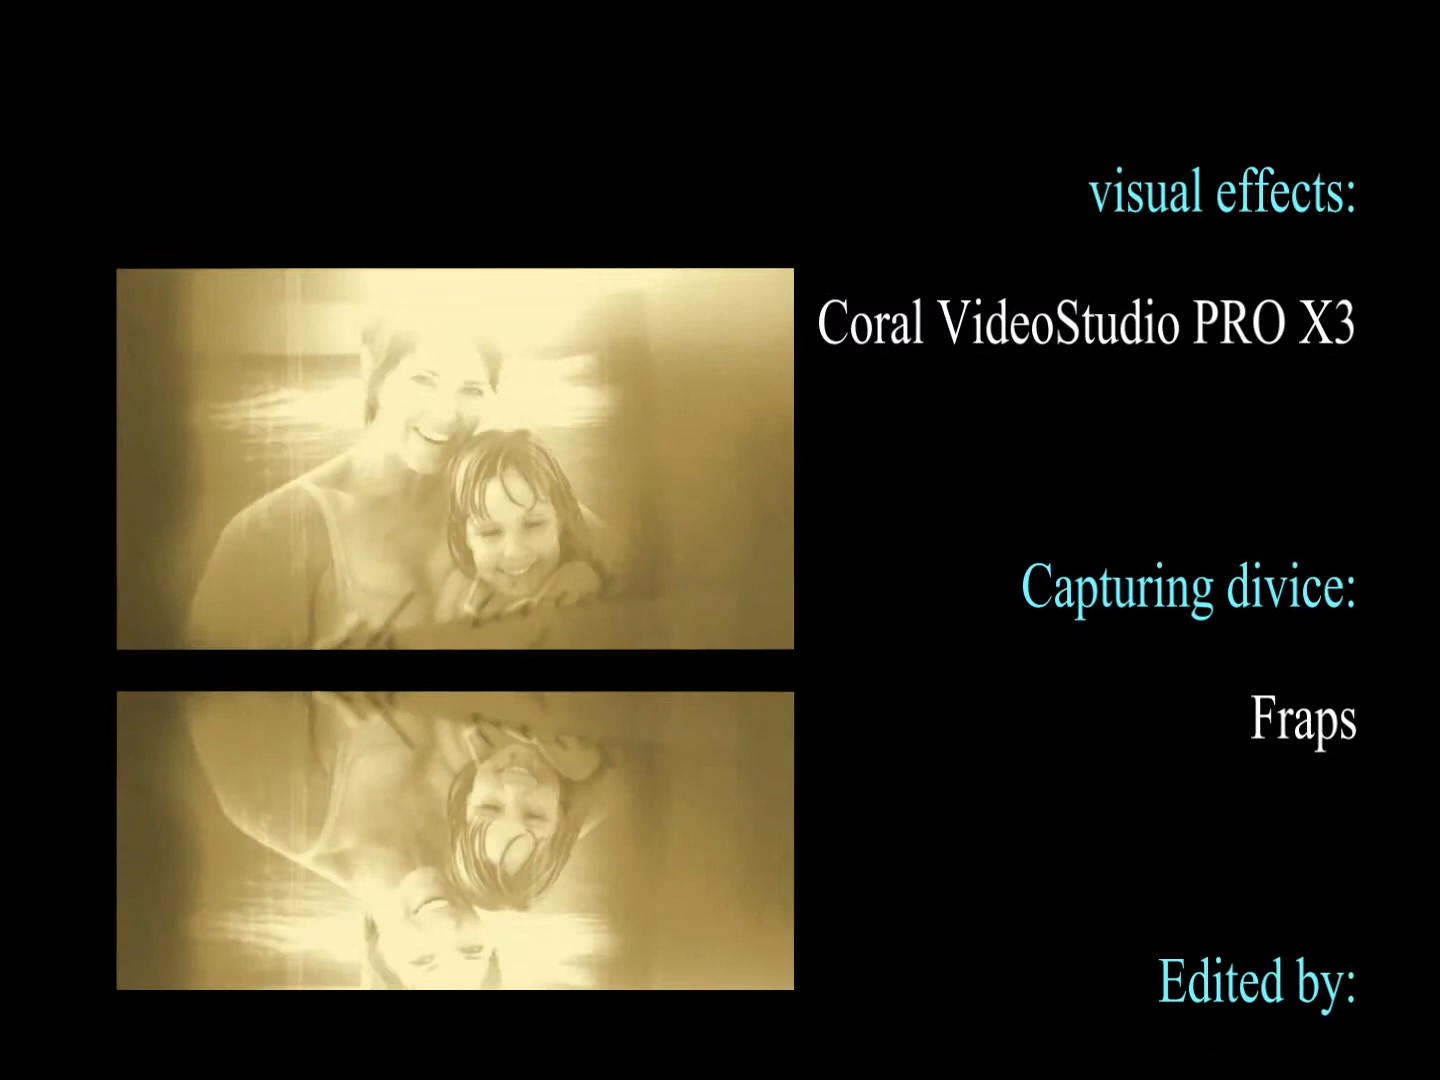 visual effects:
Coral VideoStudio PRO X3
Capturing divice:
Fraps
Edited by: